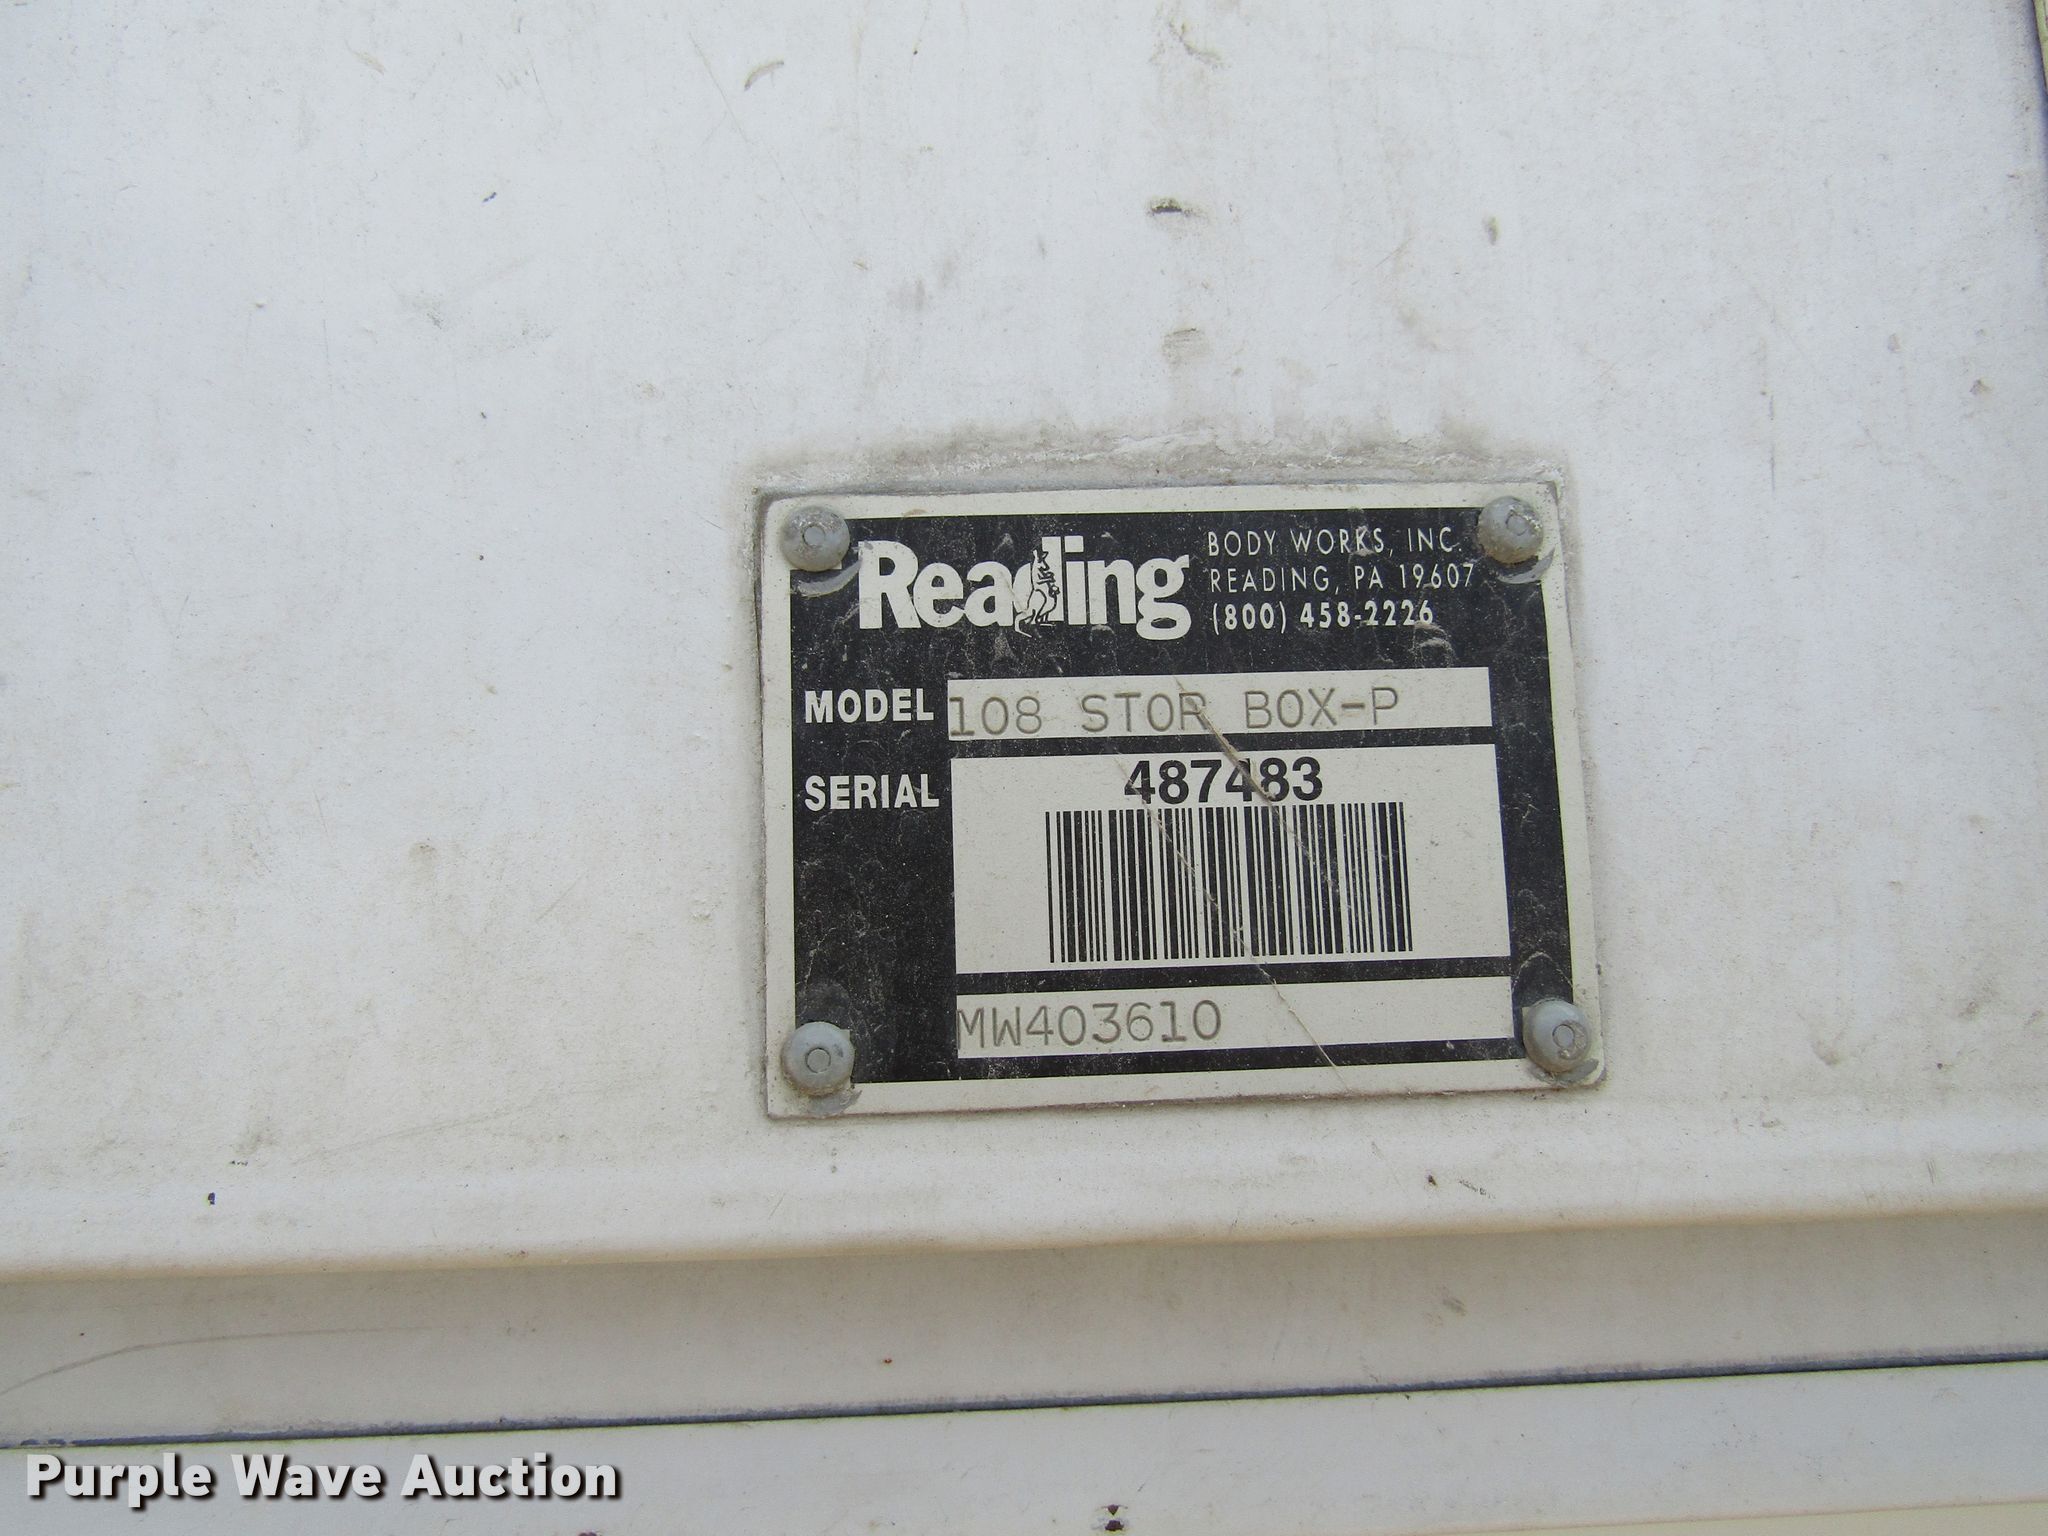 Reading
BODY WORKS, INC.
READING, PA 19607
(800) 458-2226
MODEL 108 STOR BOX-P
SERIAL 487483
MW403610
Purple Wave Auction